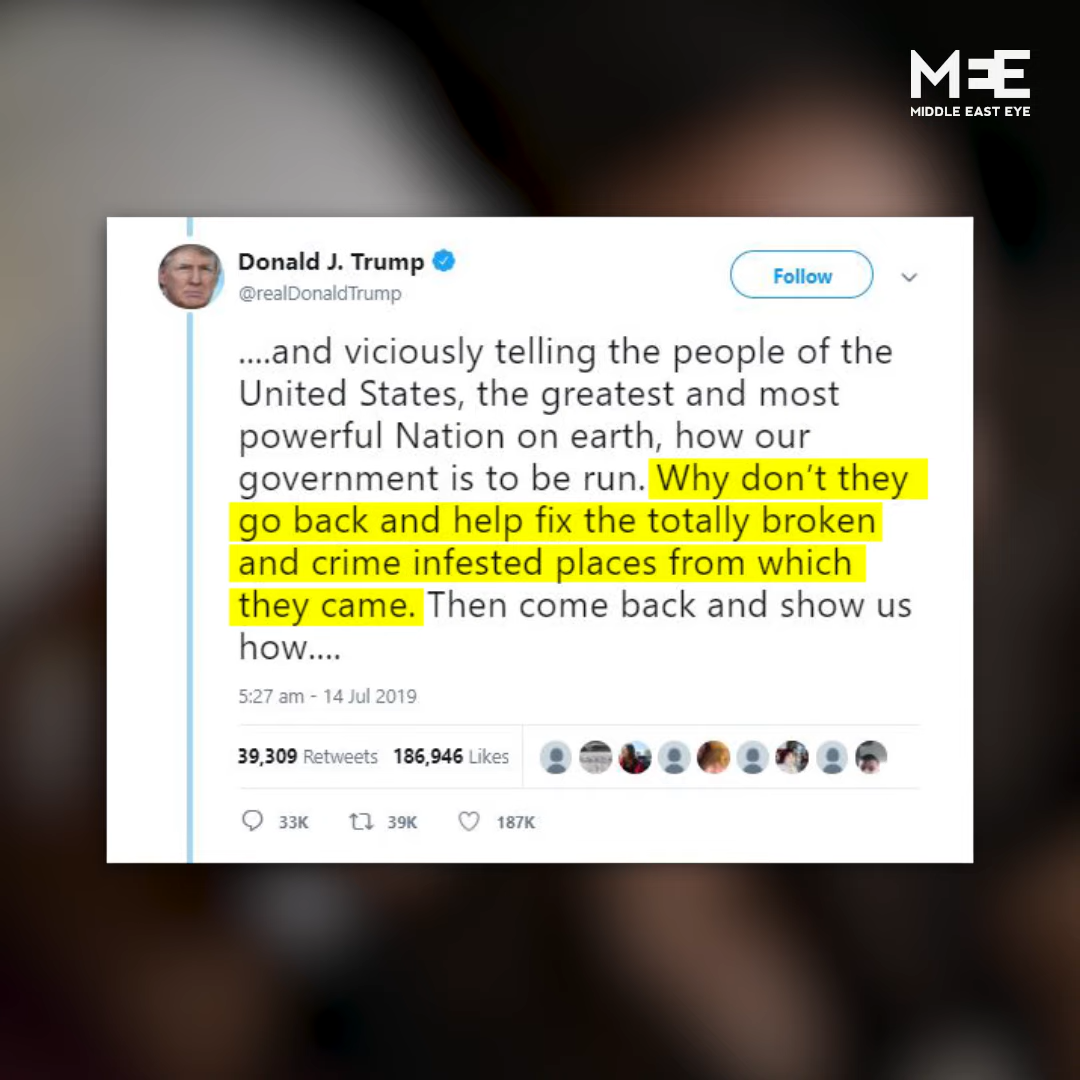 MEE
MIDDLE EAST EYE
Donald J. Trump
@realDonaldTrump
Follow
....and viciously telling the people of the
United States, the greatest and most
powerful Nation on earth, how our
government is to be run. Why don’t they
go back and help fix the totally broken
and crime infested places from which
they came. Then come back and show us
how....
5:27 am - 14 Jul 2019
39,309 Retweets 186,946 Likes
33K 39K 187K